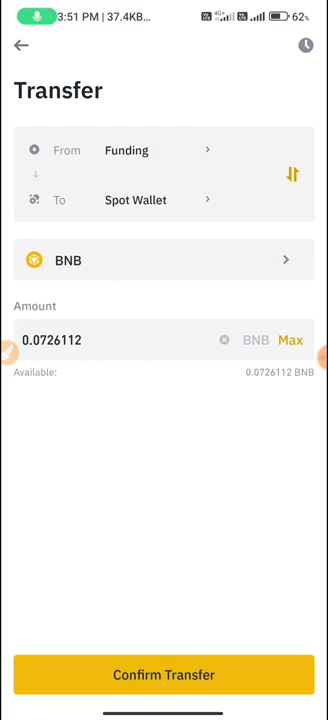 3:51 PM | 37.4KB... 4G+ 62%
Transfer
From Funding
To Spot Wallet
BNB
Amount
0.0726112 BNB Max
Available: 0.0726112 BNB
Confirm Transfer